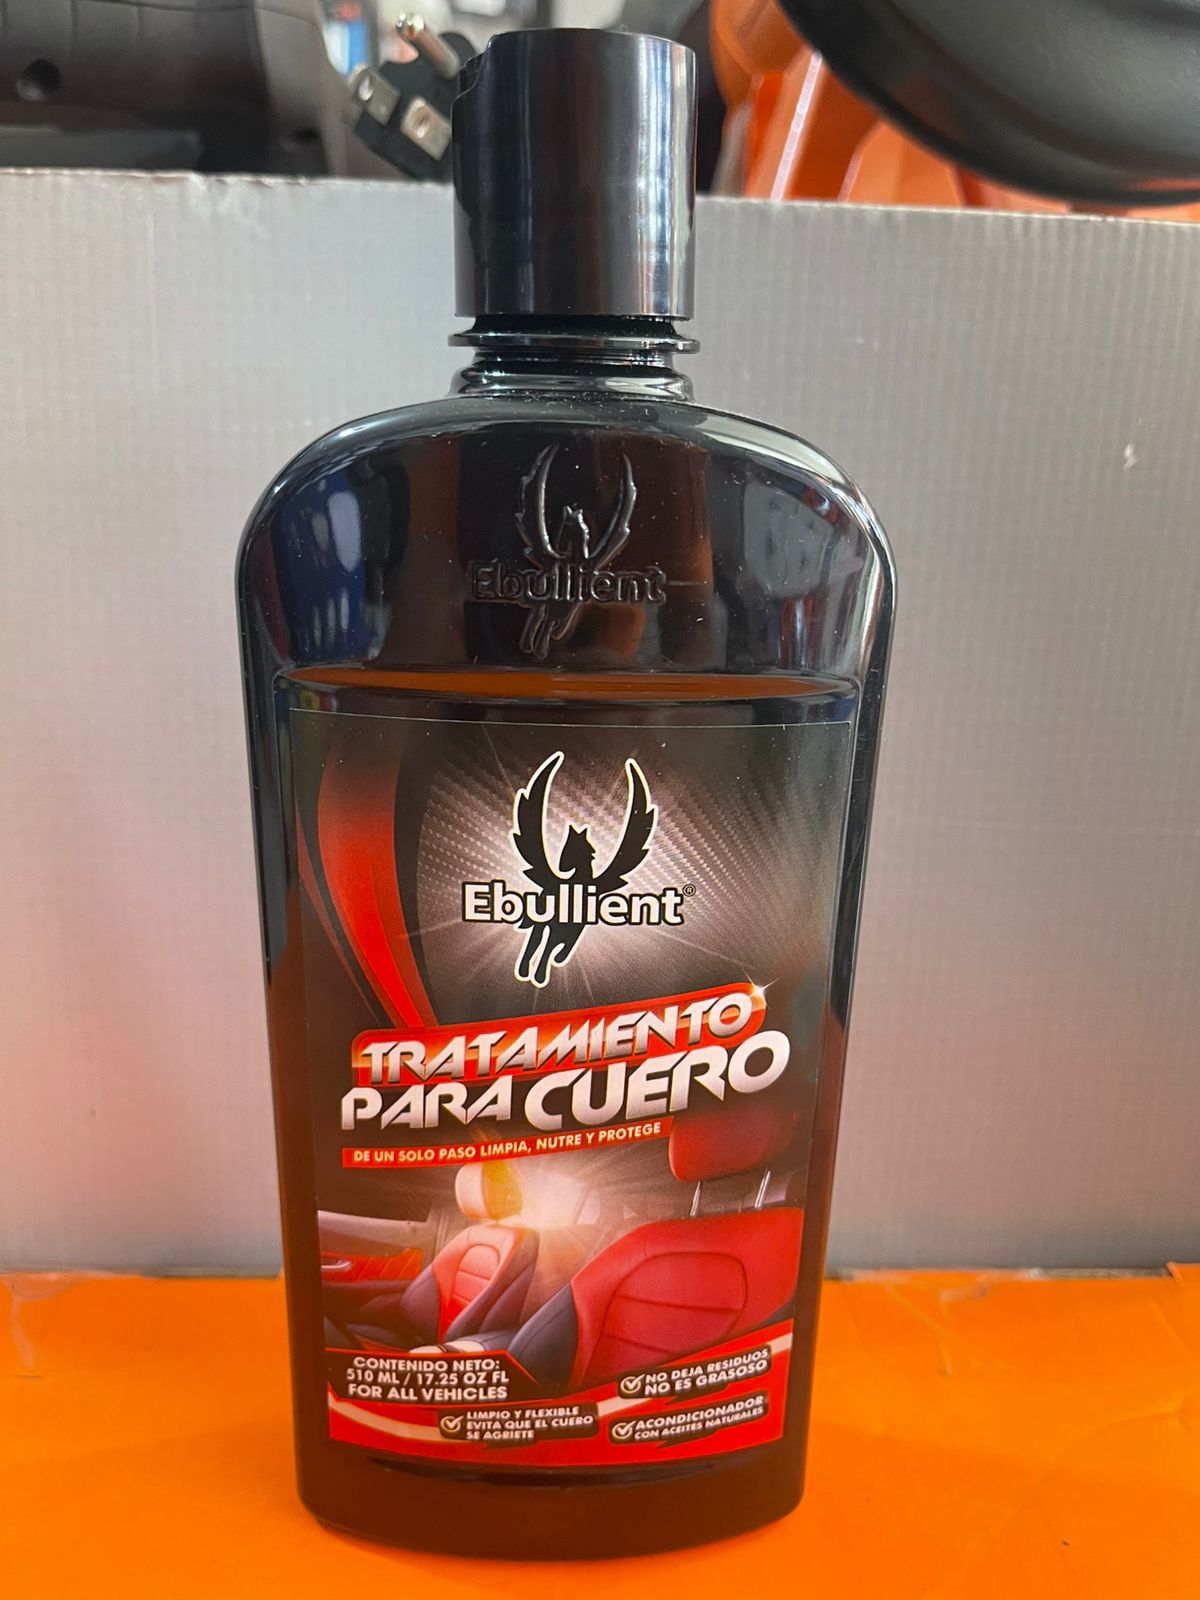 Ebullient
Ebullient®
TRATAMIENTO
PARA CUERO
DE UN SOLO PASO LIMPIA, NUTRE Y PROTEGE
CONTENIDO NETO:
510 ML / 17.25 OZ FL
FOR ALL VEHICLES
NO DEJA RESIDUOS
NO ES GRASOSO
LIMPIO Y FLEXIBLE
EVITA QUE EL CUERO
SE AGRIETE
ACONDICIONADOR
CON ACEITES NATURALES